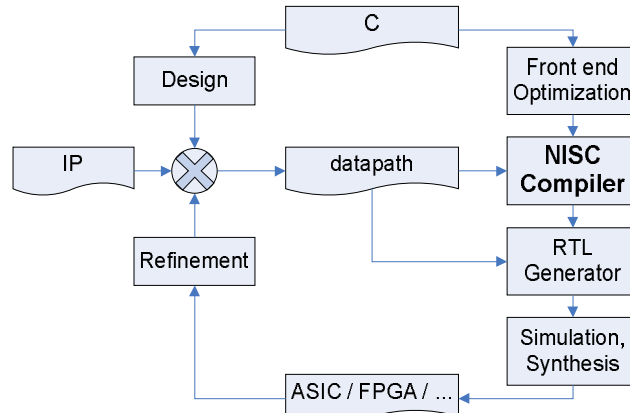 C
Design
Front end
Optimization
IP
datapath
NISC
Compiler
Refinement
RTL
Generator
Simulation,
Synthesis
ASIC / FPGA / ...